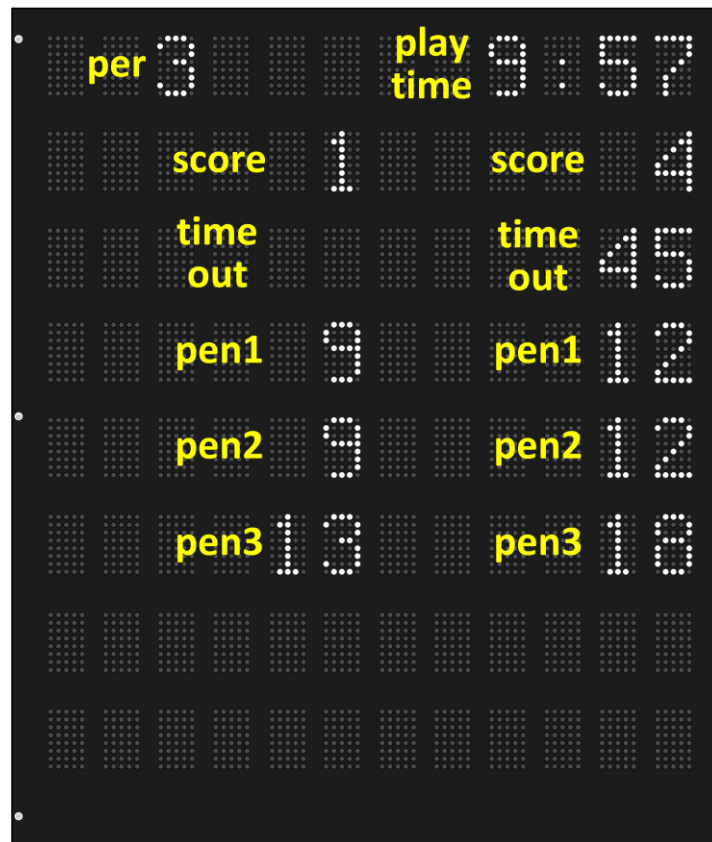 per 3 play time 9:57
score 1 score 4
time out time out 45
pen1 9 pen1 12
pen2 9 pen2 12
pen3 13 pen3 18